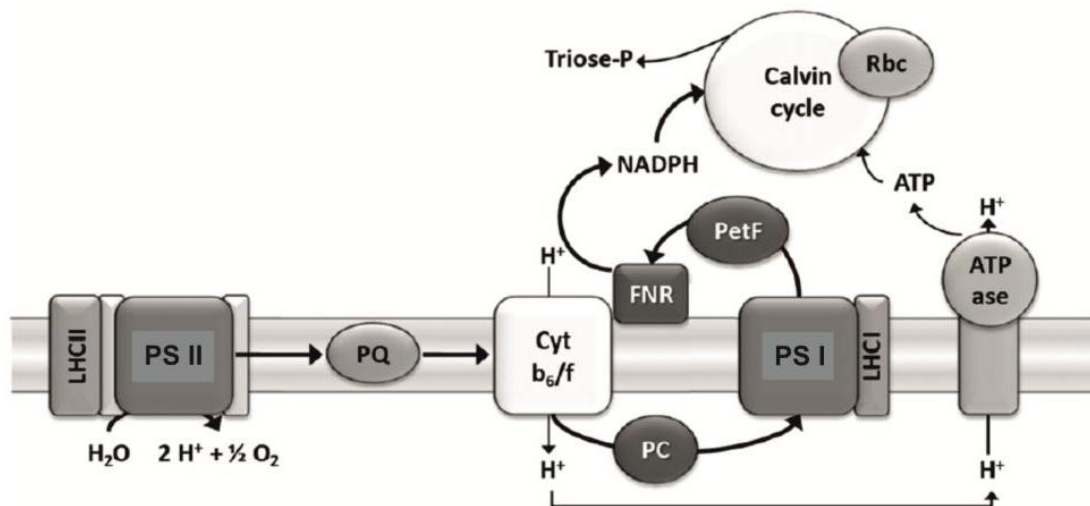 Triose-P
Calvin
cycle
Rbc
NADPH
ATP
H⁺
PetF
H⁺
FNR
ATP
ase
LHCII
PS II
PQ
Cyt
b₆/f
PS I
LHCI
H₂O
2 H⁺ + ½ O₂
H⁺
PC
H⁺